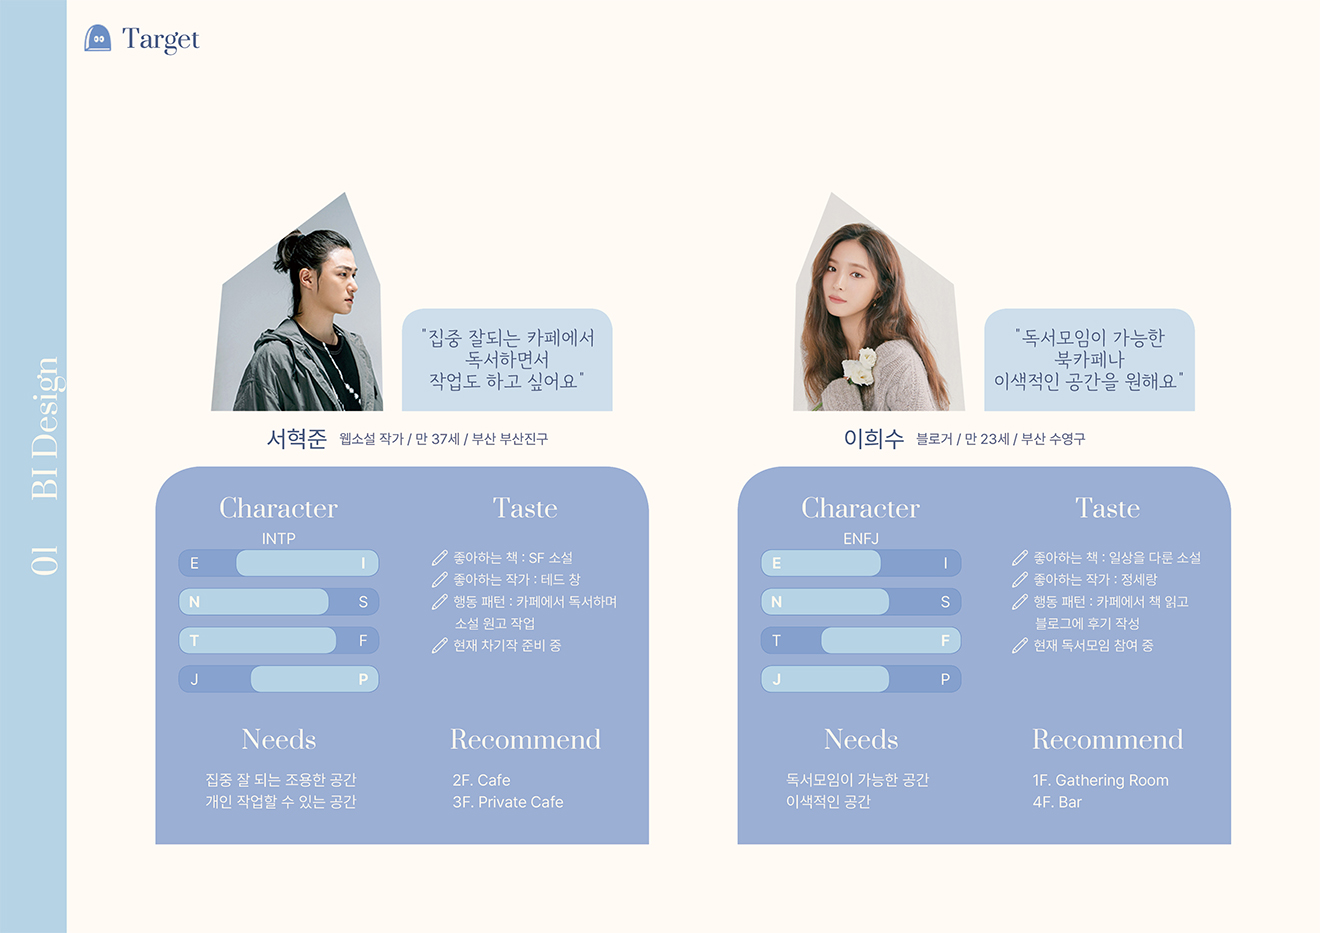 Target
01 BI Design
"집중 잘되는 카페에서
독서하면서
작업도 하고 싶어요"
서혁준 웹소설 작가 / 만 37세 / 부산 부산진구
Character
INTP
E I
N S
T F
J P
Taste
좋아하는 책 : SF 소설
좋아하는 작가 : 테드 창
행동 패턴 : 카페에서 독서하며
소설 원고 작업
현재 차기작 준비 중
Needs
집중 잘 되는 조용한 공간
개인 작업할 수 있는 공간
Recommend
2F. Cafe
3F. Private Cafe
"독서모임이 가능한
북카페나
이색적인 공간을 원해요"
이희수 블로거 / 만 23세 / 부산 수영구
Character
ENFJ
E I
N S
T F
J P
Taste
좋아하는 책 : 일상을 다룬 소설
좋아하는 작가 : 정세랑
행동 패턴 : 카페에서 책 읽고
블로그에 후기 작성
현재 독서모임 참여 중
Needs
독서모임이 가능한 공간
이색적인 공간
Recommend
1F. Gathering Room
4F. Bar